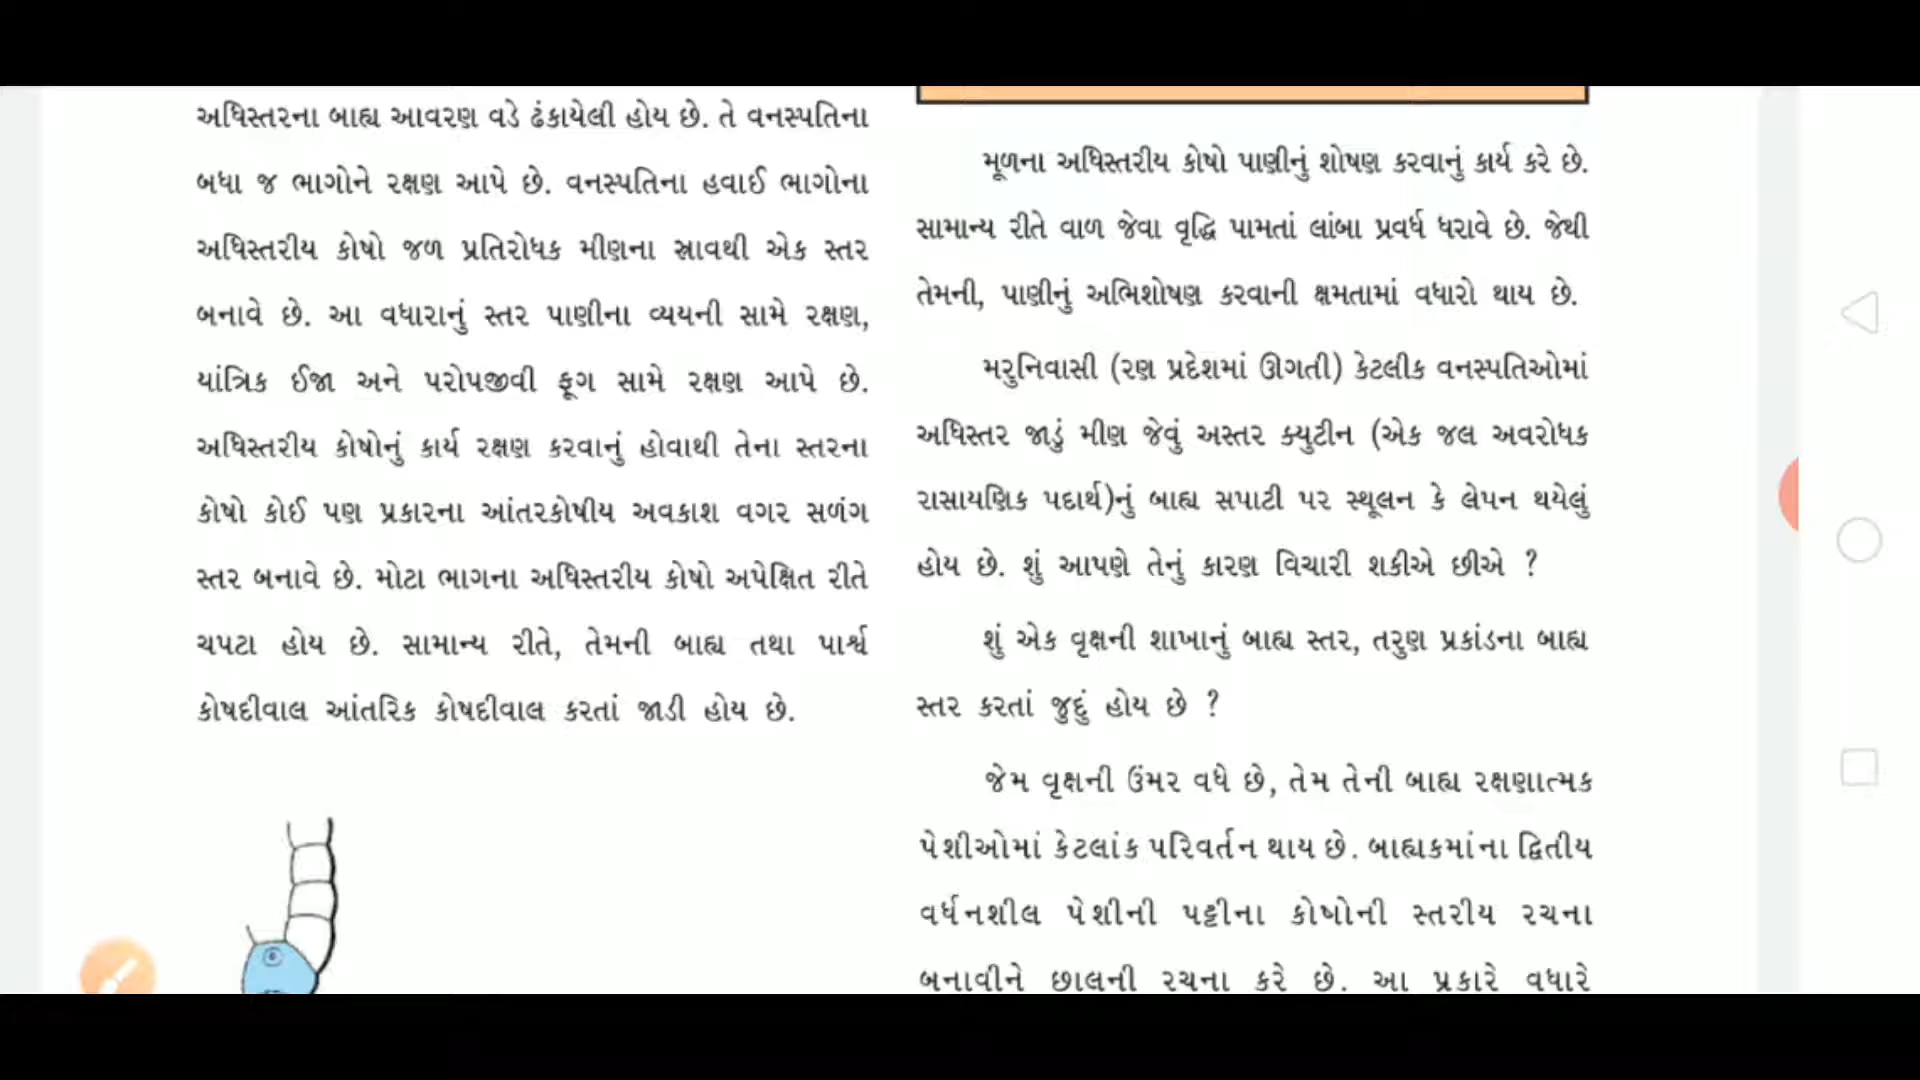 અધિસ્તરના બાહ્ય આવરણ વડે ઢંકાયેલી હોય છે. તે વનસ્પતિના
બધા જ ભાગોને રક્ષણ આપે છે. વનસ્પતિના હવાઈ ભાગોના
અધિસ્તરીય કોષો જળ પ્રતિરોધક મીણના સ્રાવથી એક સ્તર
બનાવે છે. આ વધારાનું સ્તર પાણીના વ્યયની સામે રક્ષણ,
યાંત્રિક ઈજા અને પરોપજીવી ફૂગ સામે રક્ષણ આપે છે.
અધિસ્તરીય કોષોનું કાર્ય રક્ષણ કરવાનું હોવાથી તેના સ્તરના
કોષો કોઈ પણ પ્રકારના આંતરકોષીય અવકાશ વગર સળંગ
સ્તર બનાવે છે. મોટા ભાગના અધિસ્તરીય કોષો અપેક્ષિત રીતે
ચપટા હોય છે. સામાન્ય રીતે, તેમની બાહ્ય તથા પાર્શ્વ
કોષદીવાલ આંતરિક કોષદીવાલ કરતાં જાડી હોય છે.
મૂળના અધિસ્તરીય કોષો પાણીનું શોષણ કરવાનું કાર્ય કરે છે.
સામાન્ય રીતે વાળ જેવા વૃદ્ધિ પામતાં લાંબા પ્રવર્ધ ધરાવે છે. જેથી
તેમની, પાણીનું અભિશોષણ કરવાની ક્ષમતામાં વધારો થાય છે.
મરુનિવાસી (રણ પ્રદેશમાં ઊગતી) કેટલીક વનસ્પતિઓમાં
અધિસ્તર જાડું મીણ જેવું અસ્તર ક્યુટીન (એક જલ અવરોધક
રાસાયણિક પદાર્થ)નું બાહ્ય સપાટી પર સ્થૂલન કે લેપન થયેલું
હોય છે. શું આપણે તેનું કારણ વિચારી શકીએ છીએ ?
શું એક વૃક્ષની શાખાનું બાહ્ય સ્તર, તરુણ પ્રકાંડના બાહ્ય
સ્તર કરતાં જુદું હોય છે ?
જેમ વૃક્ષની ઉંમર વધે છે, તેમ તેની બાહ્ય રક્ષણાત્મક
પેશીઓમાં કેટલાંક પરિવર્તન થાય છે. બાહ્યકમાંના દ્વિતીય
વર્ધનશીલ પેશીની પટ્ટીના કોષોની સ્તરીય રચના
બનાવીને છાલની રચના કરે છે. આ પ્રકારે વધારે